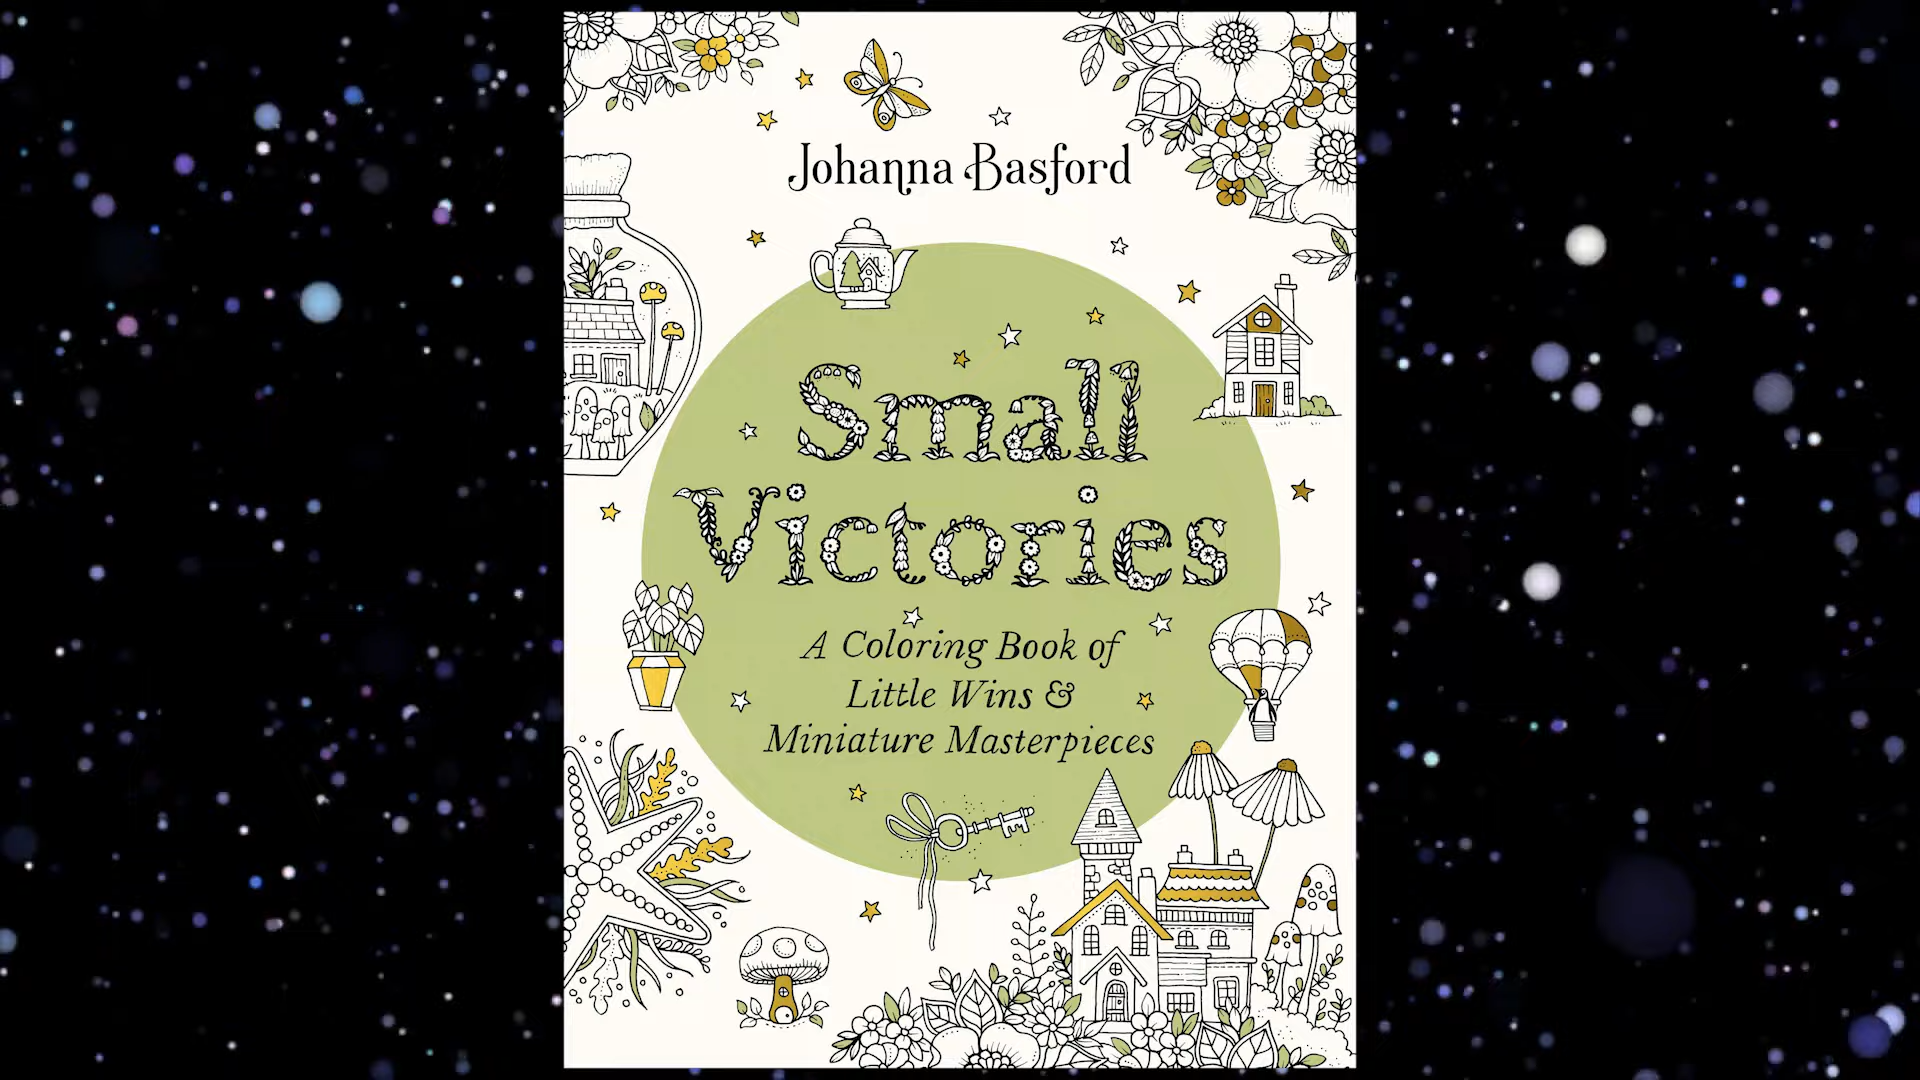 Johanna Basford
Small
Victories
A Coloring Book of
Little Wins &
Miniature Masterpieces